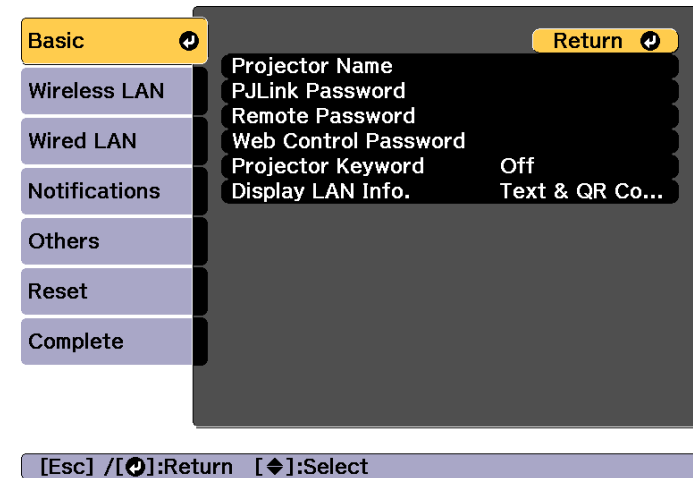 Basic
Wireless LAN
Wired LAN
Notifications
Others
Reset
Complete
Return
Projector Name
PJLink Password
Remote Password
Web Control Password
Projector Keyword Off
Display LAN Info. Text & QR Co...
[Esc] /[]:Return []:Select